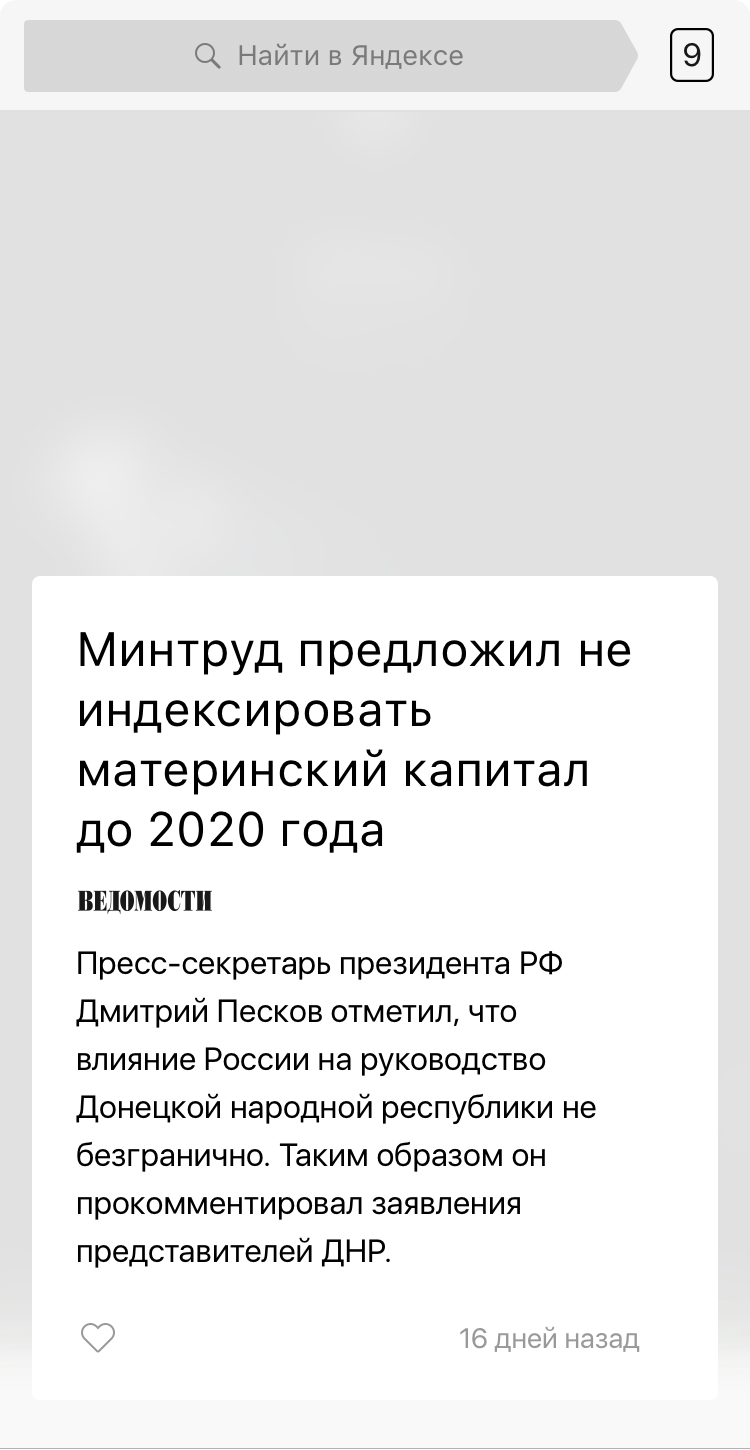 Найти в Яндексе
9
Минтруд предложил не
индексировать
материнский капитал
до 2020 года
ВЕДОМОСТИ
Пресс-секретарь президента РФ
Дмитрий Песков отметил, что
влияние России на руководство
Донецкой народной республики не
безгранично. Таким образом он
прокомментировал заявления
представителей ДНР.
16 дней назад